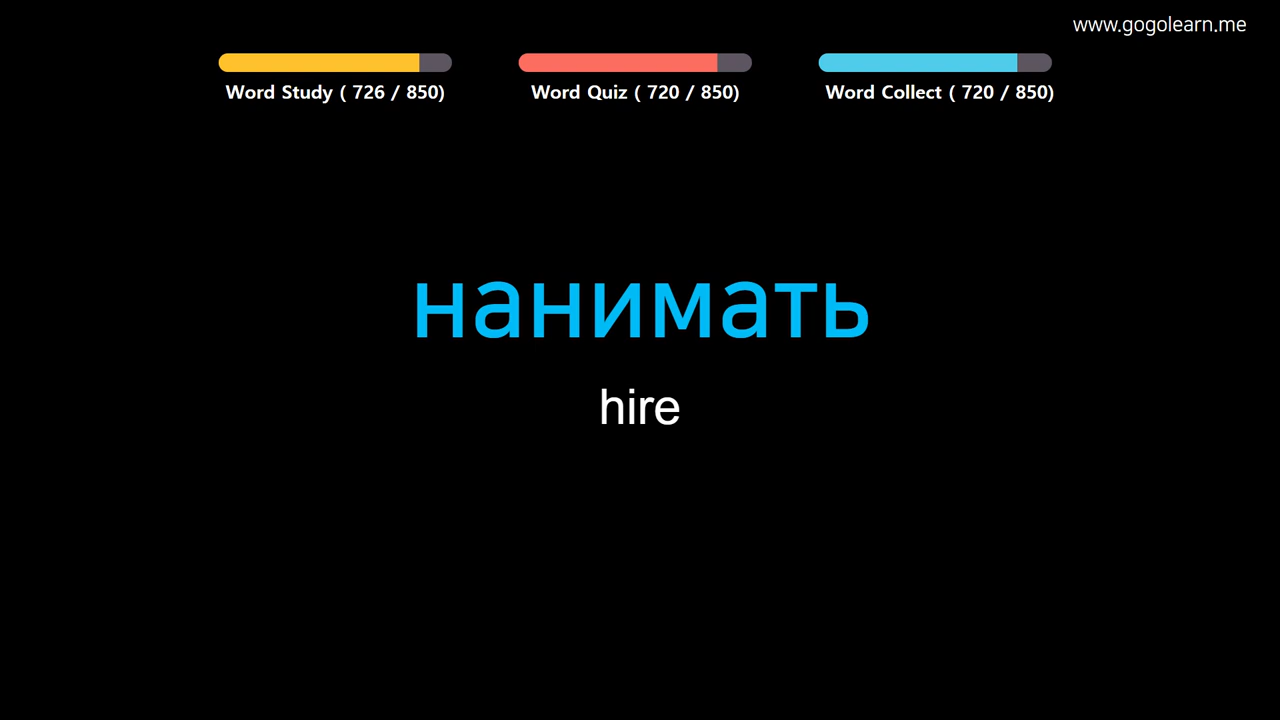 www.gogolearn.me
Word Study ( 726 / 850)
Word Quiz ( 720 / 850)
Word Collect ( 720 / 850)
нанимать
hire